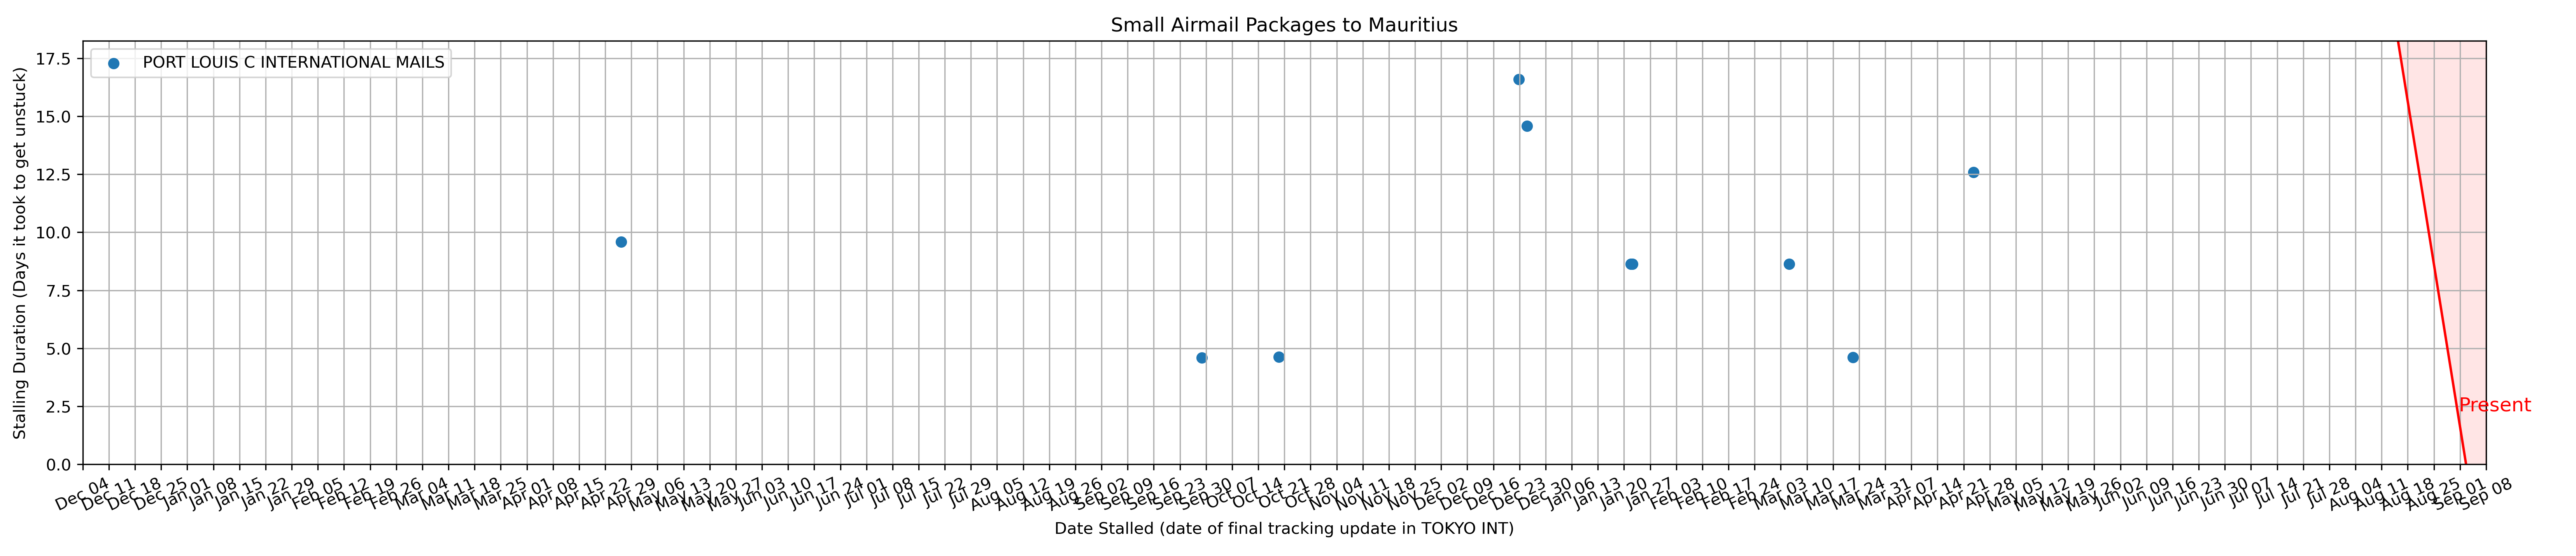 Small Airmail Packages to Mauritius
PORT LOUIS C INTERNATIONAL MAILS
Stalling Duration (Days it took to get unstuck)
17.5
15.0
12.5
10.0
7.5
5.0
2.5
0.0
Present
Dec 04
Dec 11
Dec 18
Dec 25
Jan 01
Jan 08
Jan 15
Jan 22
Jan 29
Feb 05
Feb 12
Feb 19
Feb 26
Mar 04
Mar 11
Mar 18
Mar 25
Apr 01
Apr 08
Apr 15
Apr 22
Apr 29
May 06
May 13
May 20
May 27
Jun 03
Jun 10
Jun 17
Jun 24
Jul 01
Jul 08
Jul 15
Jul 22
Jul 29
Aug 05
Aug 12
Aug 19
Aug 26
Sep 02
Sep 09
Sep 16
Sep 23
Sep 30
Oct 07
Oct 14
Oct 21
Oct 28
Nov 04
Nov 11
Nov 18
Nov 25
Dec 02
Dec 09
Dec 16
Dec 23
Dec 30
Jan 06
Jan 13
Jan 20
Jan 27
Feb 03
Feb 10
Feb 17
Feb 24
Mar 03
Mar 10
Mar 17
Mar 24
Mar 31
Apr 07
Apr 14
Apr 21
Apr 28
May 05
May 12
May 19
May 26
Jun 02
Jun 09
Jun 16
Jun 23
Jun 30
Jul 07
Jul 14
Jul 21
Jul 28
Aug 04
Aug 11
Aug 18
Aug 25
Sep 01
Sep 08
Date Stalled (date of final tracking update in TOKYO INT)